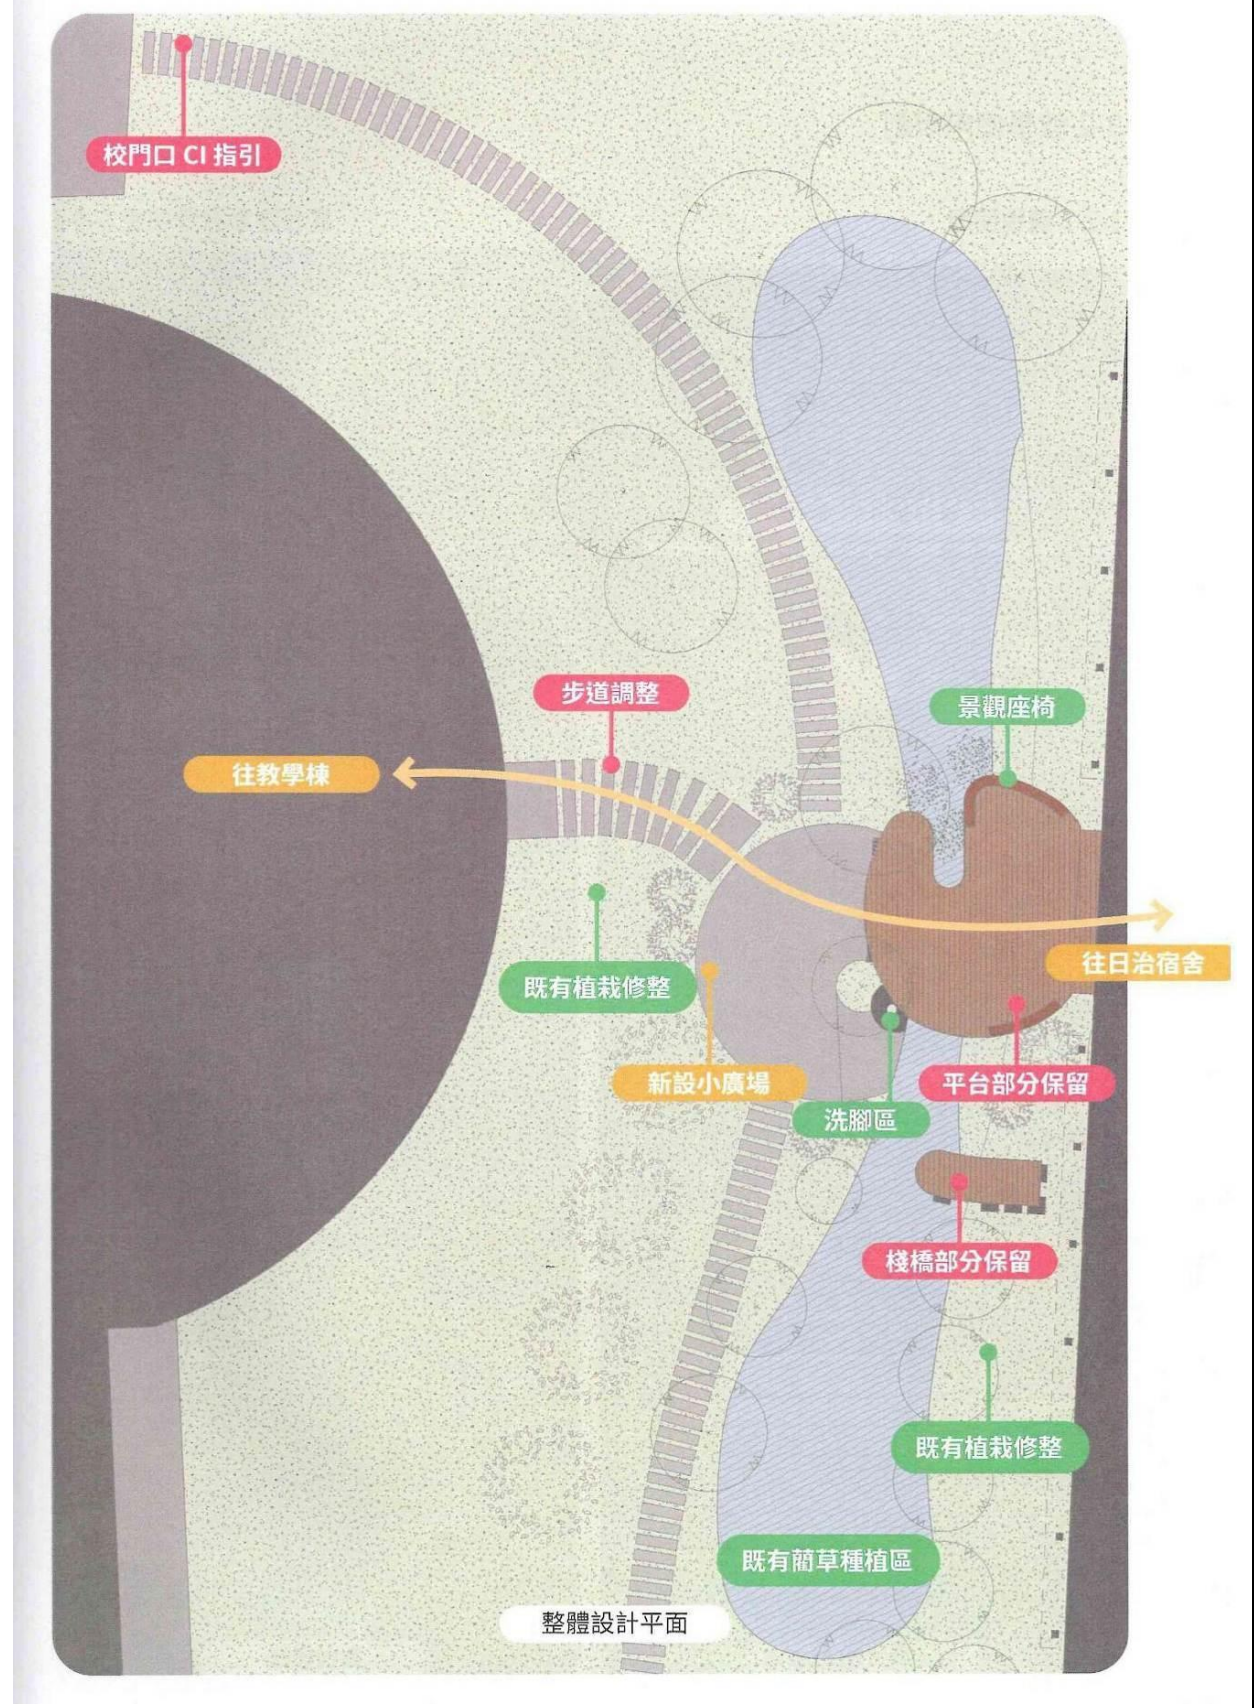 校門口 CI 指引
步道調整
景觀座椅
往教學棟
往日治宿舍
既有植栽修整
新設小廣場
平台部分保留
洗腳區
棧橋部分保留
既有植栽修整
既有藺草種植區
整體設計平面